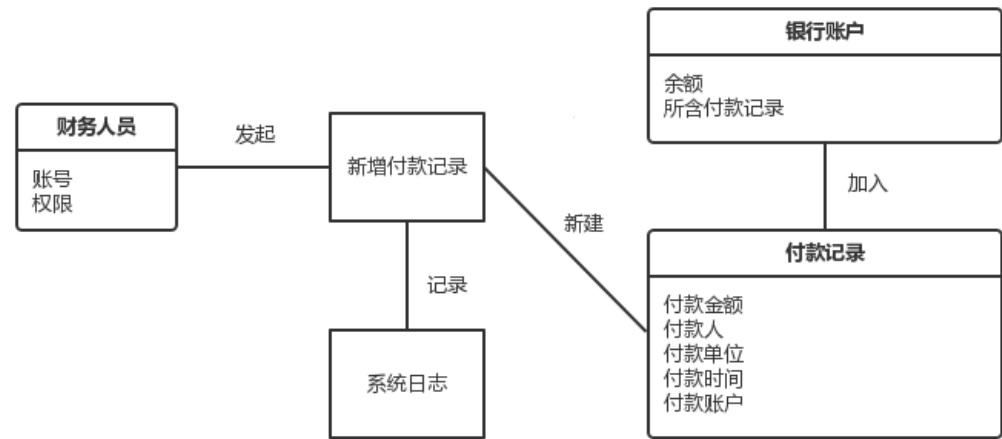 银行账户
余额
所含付款记录
财务人员
账号
权限
发起
新增付款记录
加入
新建
付款记录
付款金额
付款人
付款单位
付款时间
付款账户
记录
系统日志